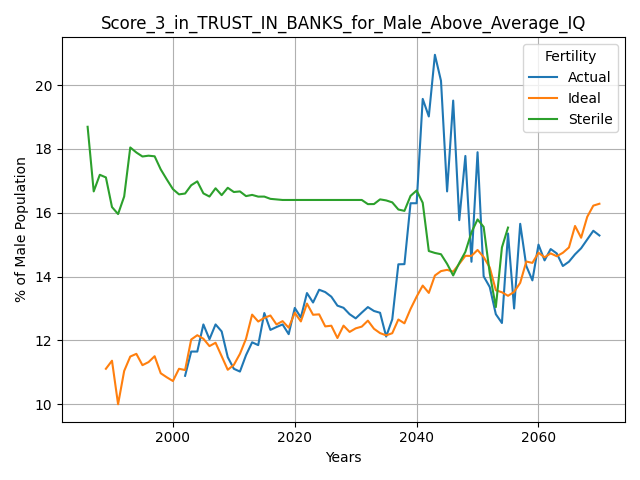 Score_3_in_TRUST_IN_BANKS_for_Male_Above_Average_IQ
Fertility
Actual
Ideal
Sterile
% of Male Population
20
18
16
14
12
10
2000
2020
2040
2060
Years